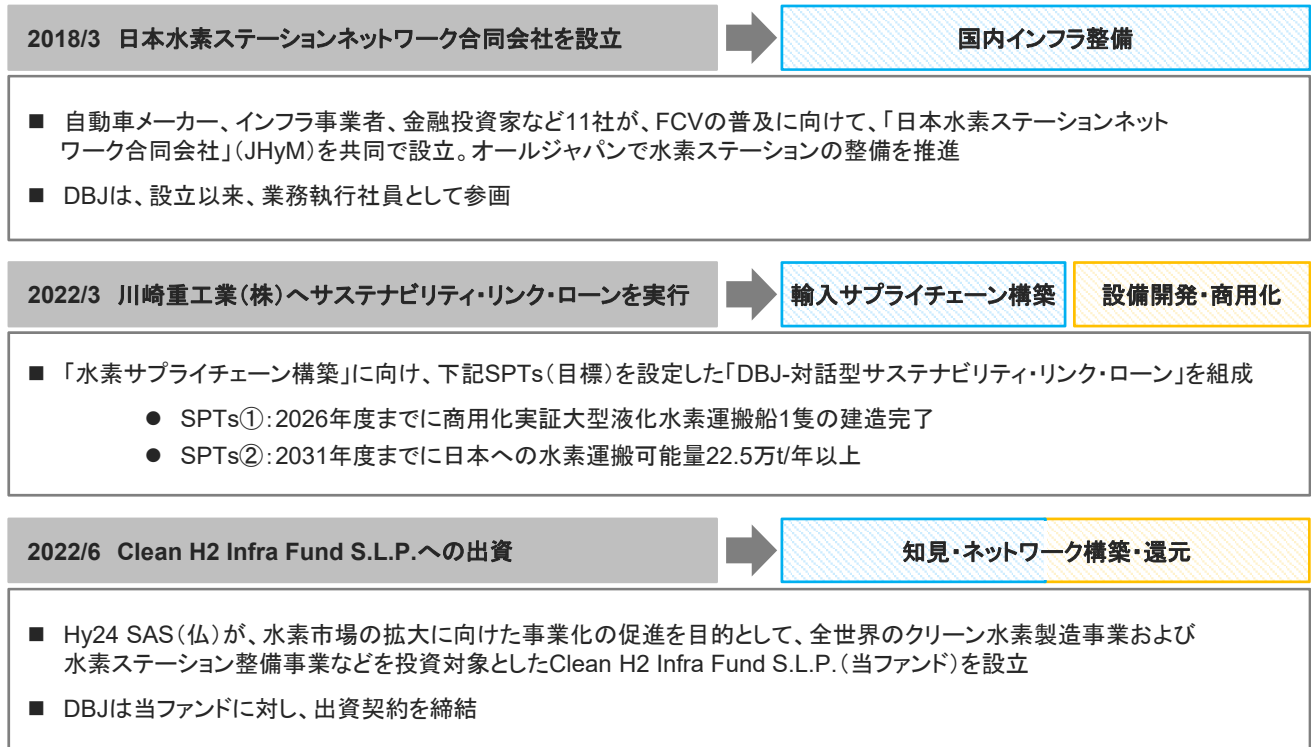 2018/3 日本水素ステーションネットワーク合同会社を設立
国内インフラ整備
■ 自動車メーカー、インフラ事業者、金融投資家など11社が、FCVの普及に向けて、「日本水素ステーションネット
ワーク合同会社」(JHyM)を共同で設立。オールジャパンで水素ステーションの整備を推進
■ DBJは、設立以来、業務執行社員として参画
2022/3 川崎重工業(株)へサステナビリティ・リンク・ローンを実行
輸入サプライチェーン構築
設備開発・商用化
■ 「水素サプライチェーン構築」に向け、下記SPTs(目標)を設定した「DBJ-対話型サステナビリティ・リンク・ローン」を組成
● SPTs①:2026年度までに商用化実証大型液化水素運搬船1隻の建造完了
● SPTs②:2031年度までに日本への水素運搬可能量22.5万t/年以上
2022/6 Clean H2 Infra Fund S.L.P.への出資
知見・ネットワーク構築・還元
■ Hy24 SAS(仏)が、水素市場の拡大に向けた事業化の促進を目的として、全世界のクリーン水素製造事業および
水素ステーション整備事業などを投資対象としたClean H2 Infra Fund S.L.P.(当ファンド)を設立
■ DBJは当ファンドに対し、出資契約を締結